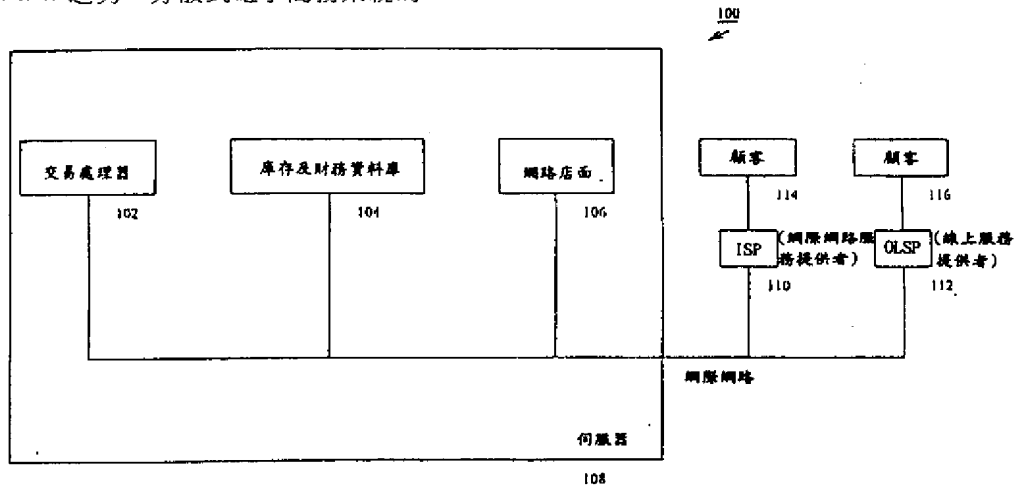 100
交易處理器
102
庫存及財務資料庫
104
網路店面
106
顧客
114
顧客
116
ISP
(網際網路服
務提供者)
110
OLSP
(線上服務
提供者)
112
網際網路
伺服器
108